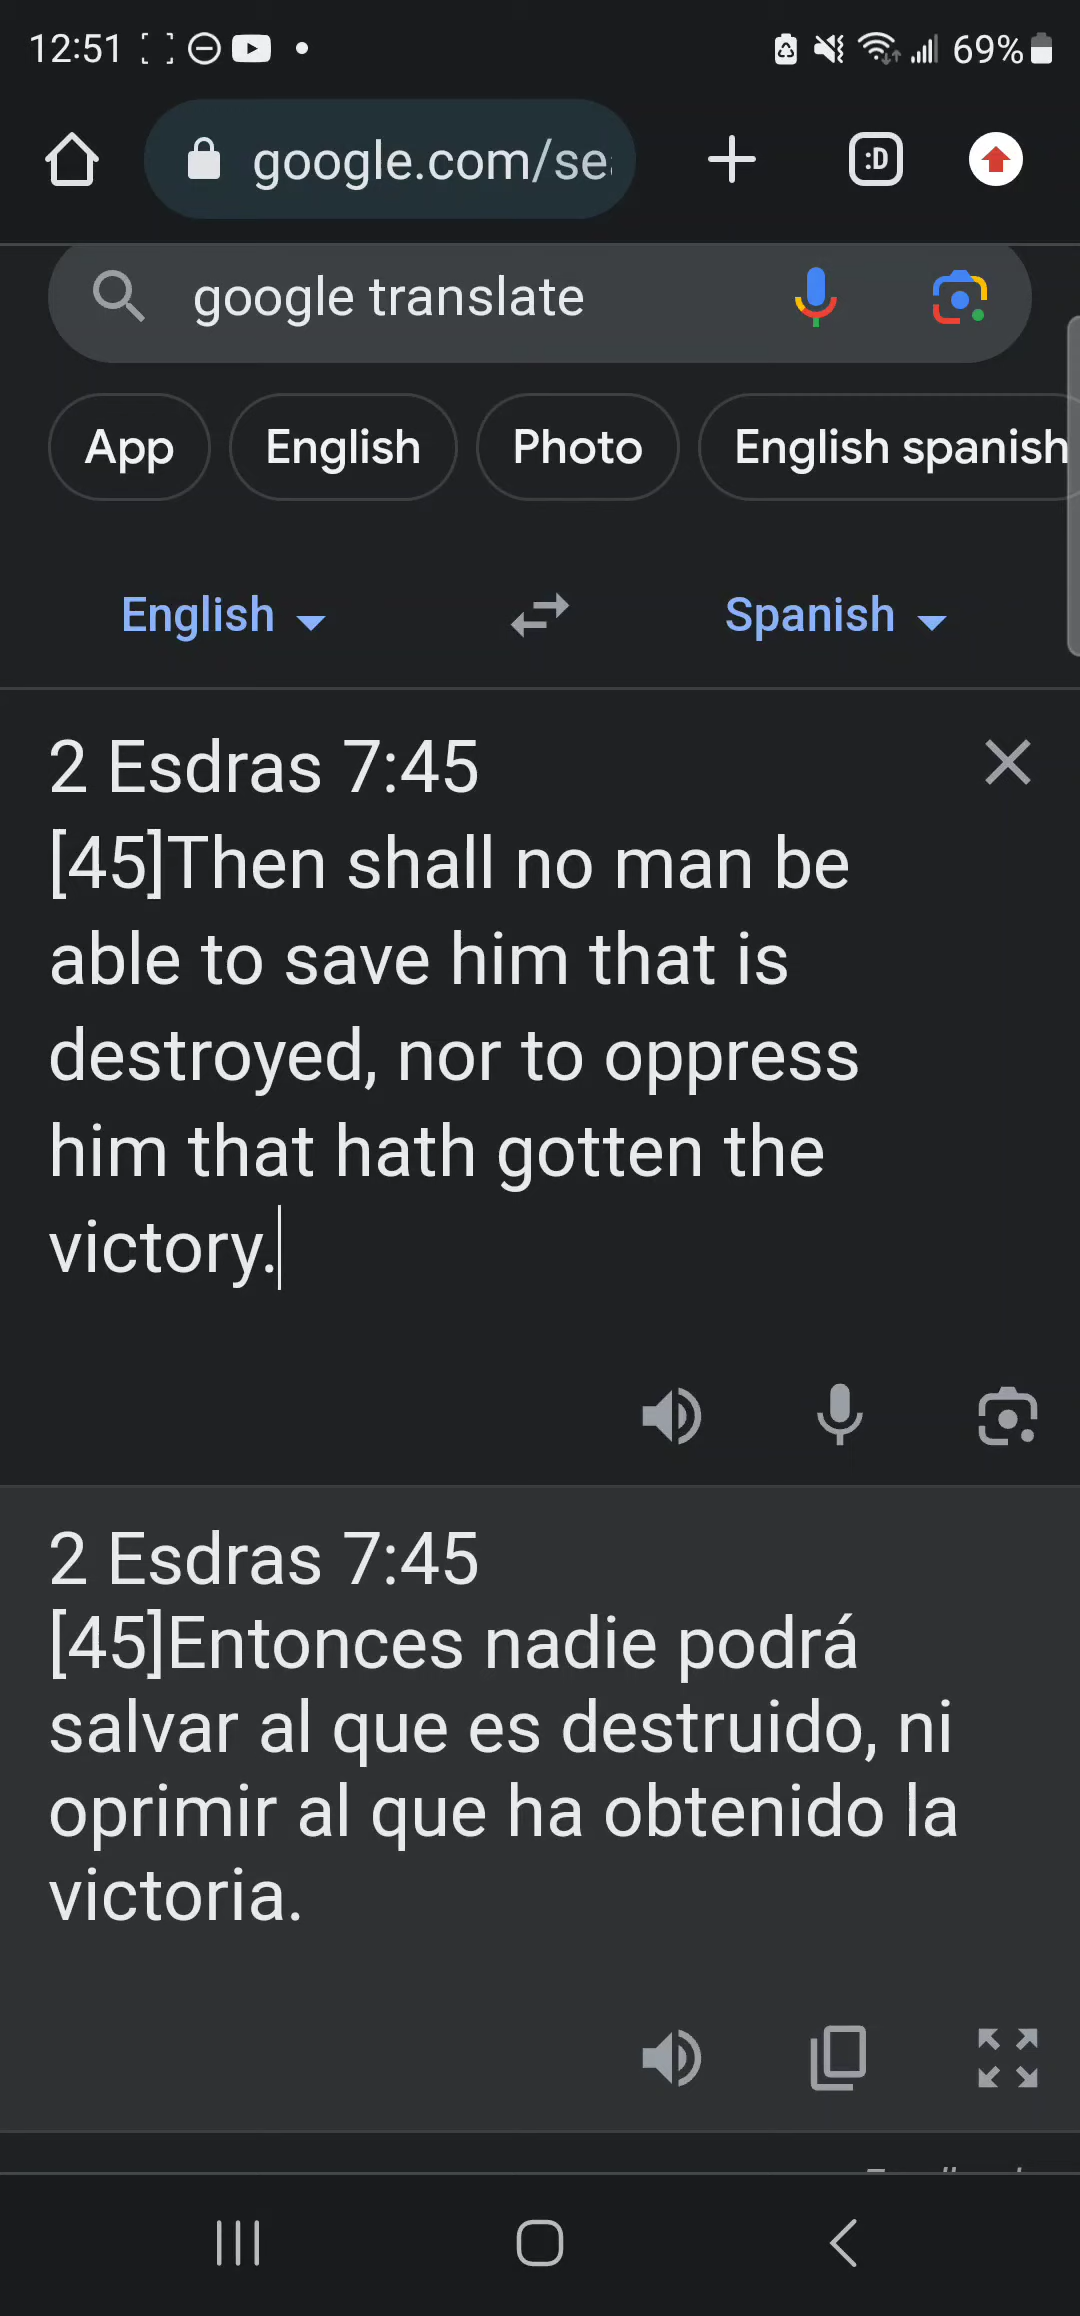 12:51 69%
google.com/se
:D
google translate
App English Photo English spanish
English Spanish
2 Esdras 7:45
[45]Then shall no man be
able to save him that is
destroyed, nor to oppress
him that hath gotten the
victory.
2 Esdras 7:45
[45]Entonces nadie podrá
salvar al que es destruido, ni
oprimir al que ha obtenido la
victoria.